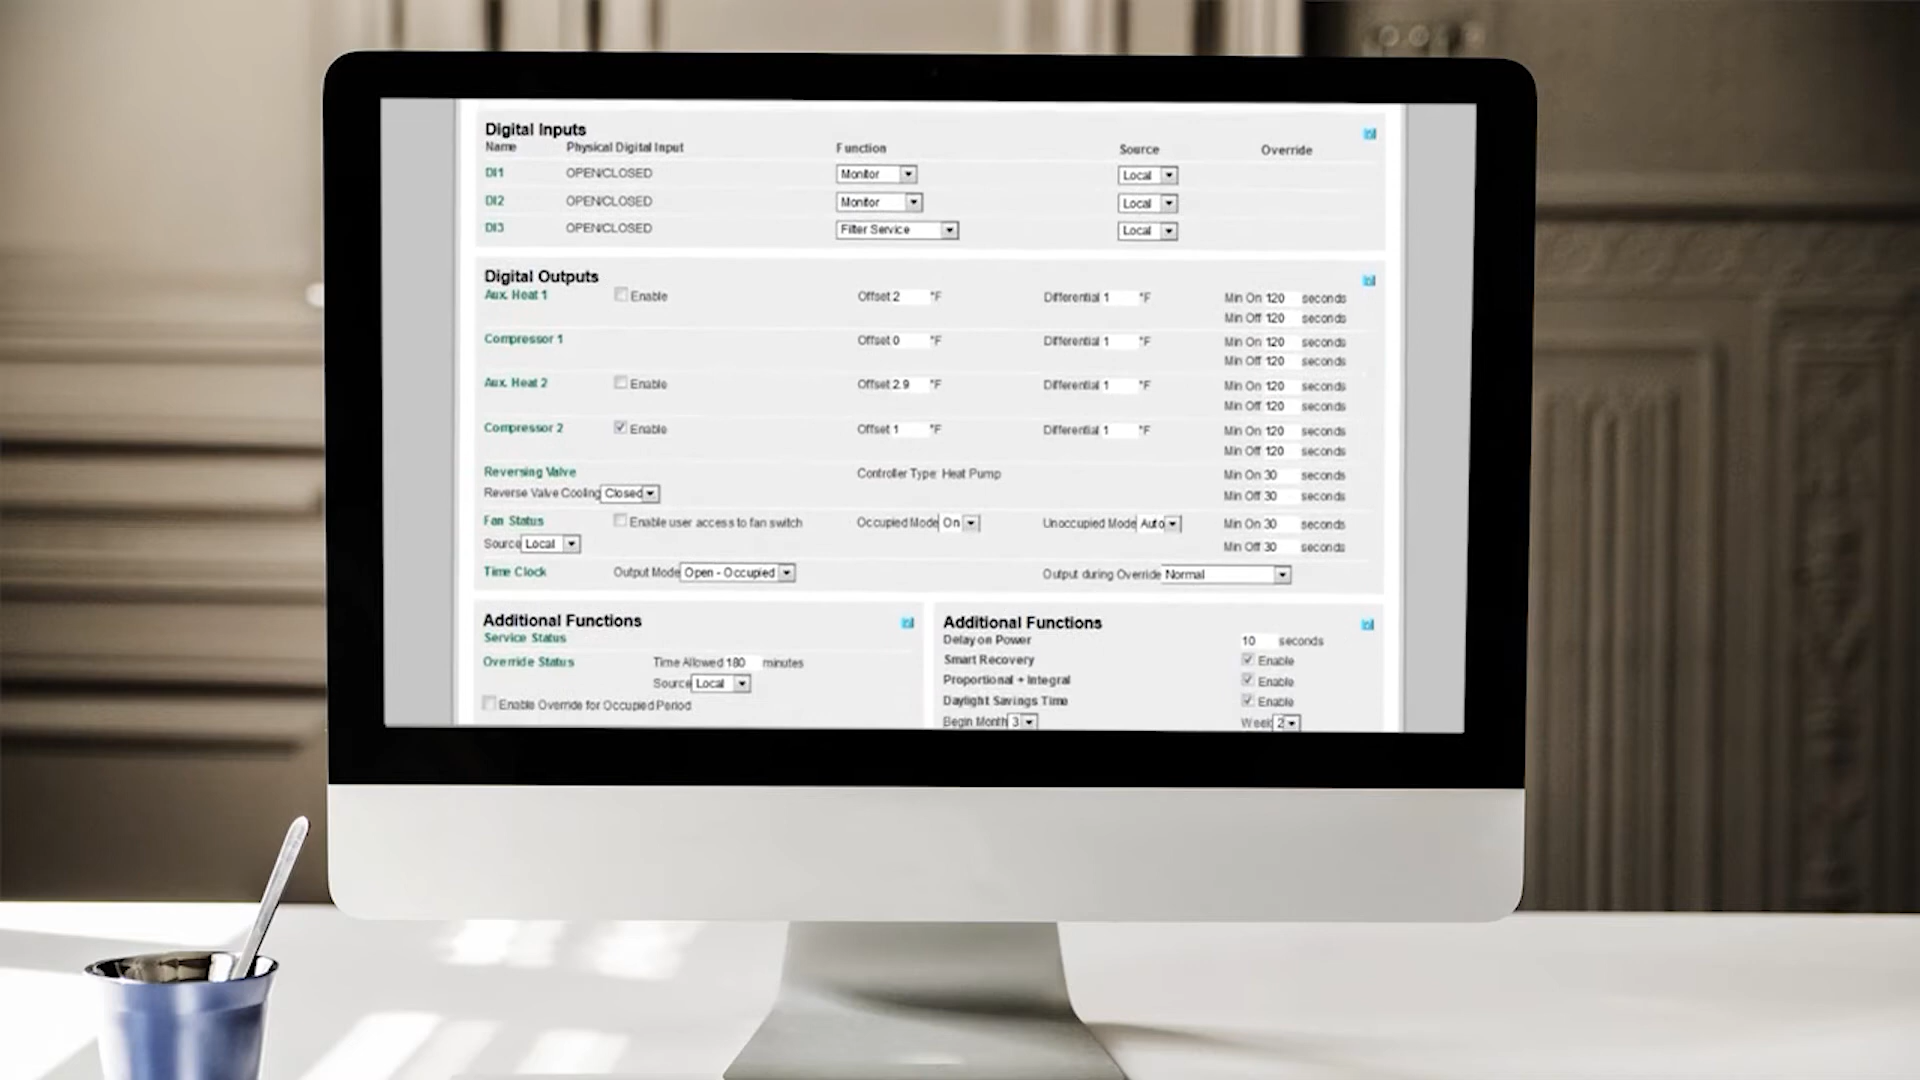 Digital Inputs
Name Physical Digital Input Function Source Override
DI1 OPEN/CLOSED Monitor Local
DI2 OPEN/CLOSED Monitor Local
DI3 OPEN/CLOSED Filter Service Local
Digital Outputs
Aux. Heat 1 Enable Offset 2 °F Differential 1 °F Min On 120 seconds
Min Off 120 seconds
Compressor 1 Offset 0 °F Differential 1 °F Min On 120 seconds
Min Off 120 seconds
Aux. Heat 2 Enable Offset 2.9 °F Differential 1 °F Min On 120 seconds
Min Off 120 seconds
Compressor 2 Enable Offset 1 °F Differential 1 °F Min On 120 seconds
Min Off 120 seconds
Reversing Valve Controller Type: Heat Pump Min On 30 seconds
Reverse Valve Cooling Closed Min Off 30 seconds
Fan Status Enable user access to fan switch Occupied Mode On Unoccupied Mode Auto Min On 30 seconds
Source Local Min Off 30 seconds
Time Clock Output Mode Open - Occupied Output during Override Normal
Additional Functions
Service Status
Override Status Time Allowed 180 minutes
Source Local
Enable Override for Occupied Period
Additional Functions
Delay on Power 10 seconds
Smart Recovery Enable
Proportional + Integral Enable
Daylight Savings Time Enable
Begin Month 3 Week 2